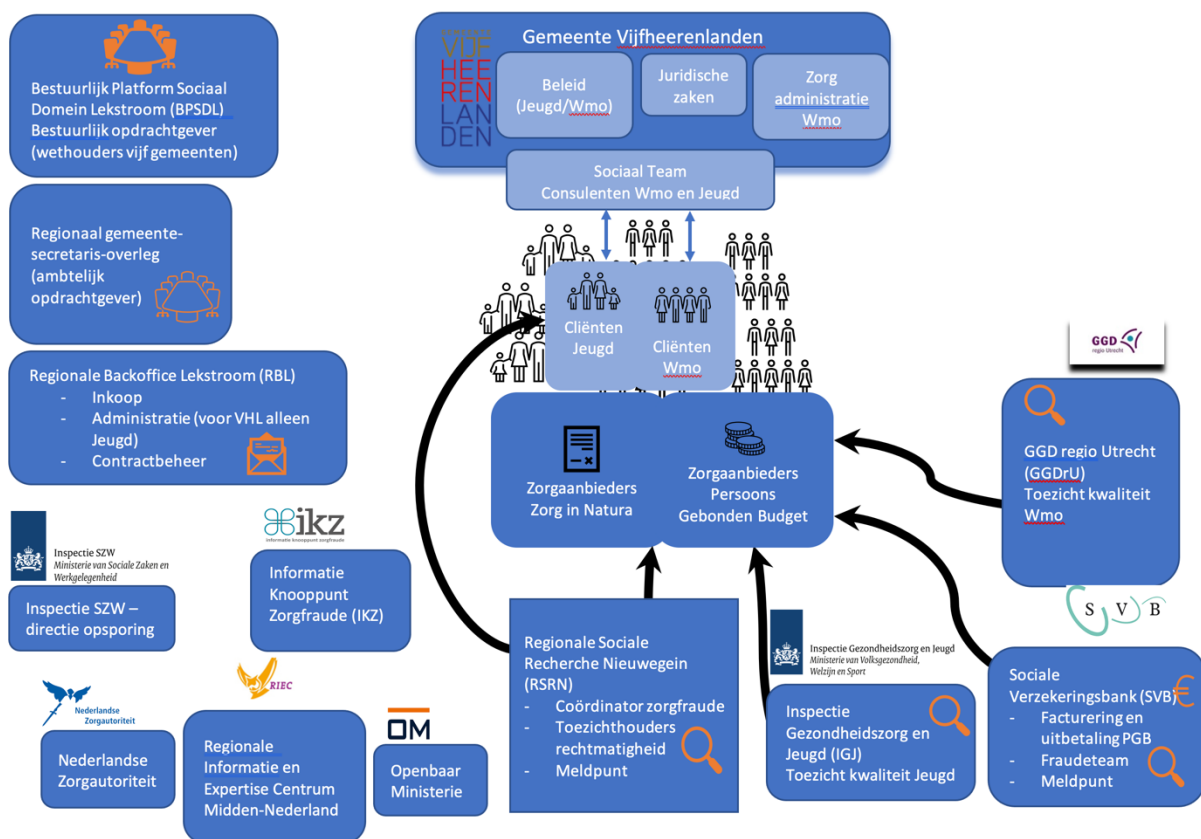 Bestuurlijk Platform Sociaal
Domein Lekstroom (BPSDL)
Bestuurlijk opdrachtgever
(wethouders vijf gemeenten)
Regionaal gemeente-
secretaris-overleg
(ambtelijk
opdrachtgever)
Regionale Backoffice Lekstroom (RBL)
- Inkoop
- Administratie (voor VHL alleen
Jeugd)
- Contractbeheer
Inspectie SZW
Ministerie van Sociale Zaken en
Werkgelegenheid
Inspectie SZW –
directie opsporing
ikz
informatie knooppunt zorgfraude
Informatie
Knooppunt
Zorgfraude (IKZ)
Nederlandse
Zorgautoriteit
Nederlandse
Zorgautoriteit
RIEC
Regionale
Informatie en
Expertise Centrum
Midden-Nederland
OM
Openbaar
Ministerie
VIJF
HEE
REN
LAN
DEN
Gemeente Vijfheerenlanden
Beleid
(Jeugd/Wmo)
Juridische
zaken
Zorg
administratie
Wmo
Sociaal Team
Consulenten Wmo en Jeugd
Cliënten
Jeugd
Cliënten
Wmo
Zorgaanbieders
Zorg in Natura
Zorgaanbieders
Persoons
Gebonden Budget
Regionale Sociale
Recherche Nieuwegein
(RSRN)
- Coördinator zorgfraude
- Toezichthouders
rechtmatigheid
- Meldpunt
Inspectie Gezondheidszorg en Jeugd
Ministerie van Volksgezondheid,
Welzijn en Sport
Inspectie
Gezondheidszorg en
Jeugd (IGJ)
Toezicht kwaliteit Jeugd
GGD
regio Utrecht
GGD regio Utrecht
(GGDrU)
Toezicht kwaliteit
Wmo
S V B
Sociale
Verzekeringsbank (SVB) €
- Facturering en
uitbetaling PGB
- Fraudeteam
- Meldpunt